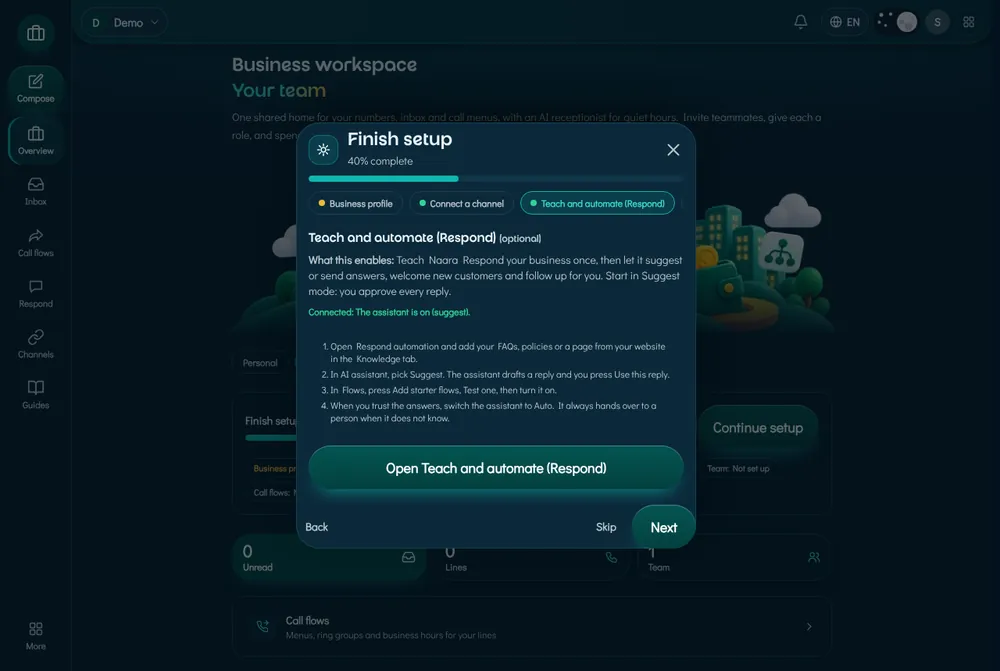 D Demo
EN
S
Compose
Overview
Inbox
Call flows
Respond
Channels
Guides
More
Business workspace
Your team
One shared home for your numbers, inbox and call menus, with an AI receptionist for quiet hours. Invite teammates, give each a
role, and
Finish setup
40% complete
Business profile
Connect a channel
Teach and automate (Respond)
Teach and automate (Respond) (optional)
What this enables: Teach Naara Respond your business once, then let it suggest
or send answers, welcome new customers and follow up for you. Start in Suggest
mode: you approve every reply.
Connected: The assistant is on (suggest).
1. Open Respond automation and add your FAQs, policies or a page from your website
in the Knowledge tab.
2. In AI assistant, pick Suggest. The assistant drafts a reply and you press Use this reply.
3. In Flows, press Add starter flows, Test one, then turn it on.
4. When you trust the answers, switch the assistant to Auto. It always hands over to a
person when it does not know.
Open Teach and automate (Respond)
Back
Skip
Next
Personal
Finish
Continue setup
Business
Team: Not set up
Call flows:
0
Unread
0
Lines
1
Team
Call flows
Menus, ring groups and business hours for your lines